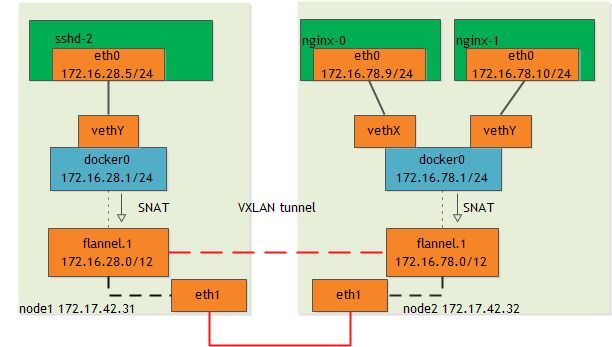 sshd-2
eth0
172.16.28.5/24
vethY
docker0
172.16.28.1/24
SNAT
flannel.1
172.16.28.0/12
eth1
node1 172.17.42.31
VXLAN tunnel
nginx-0
eth0
172.16.78.9/24
nginx-1
eth0
172.16.78.10/24
vethX
vethY
docker0
172.16.78.1/24
SNAT
flannel.1
172.16.78.0/12
eth1
node2 172.17.42.32